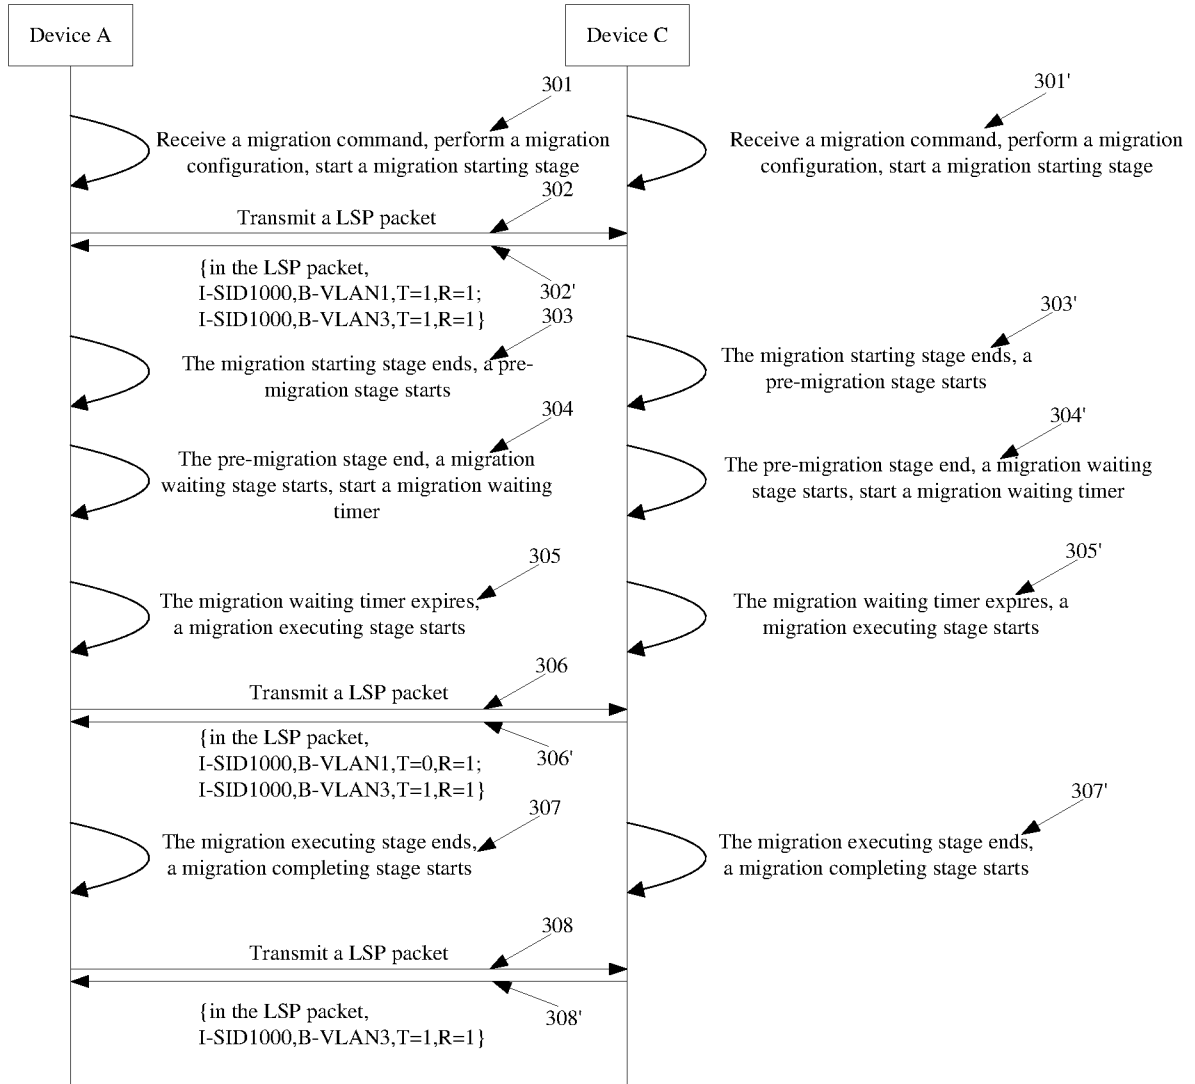 Device A
Device C
301
301'
Receive a migration command, perform a migration
configuration, start a migration starting stage
Receive a migration command, perform a migration
configuration, start a migration starting stage
302
Transmit a LSP packet
{in the LSP packet,
I-SID1000,B-VLAN1,T=1,R=1;
I-SID1000,B-VLAN3,T=1,R=1}
302'
303
303'
The migration starting stage ends, a pre-
migration stage starts
The migration starting stage ends, a
pre-migration stage starts
304
304'
The pre-migration stage end, a migration
waiting stage starts, start a migration waiting
timer
The pre-migration stage end, a migration waiting
stage starts, start a migration waiting timer
305
305'
The migration waiting timer expires,
a migration executing stage starts
The migration waiting timer expires, a
migration executing stage starts
306
Transmit a LSP packet
{in the LSP packet,
I-SID1000,B-VLAN1,T=0,R=1;
I-SID1000,B-VLAN3,T=1,R=1}
306'
307
307'
The migration executing stage ends,
a migration completing stage starts
The migration executing stage ends,
a migration completing stage starts
308
Transmit a LSP packet
{in the LSP packet,
I-SID1000,B-VLAN3,T=1,R=1}
308'